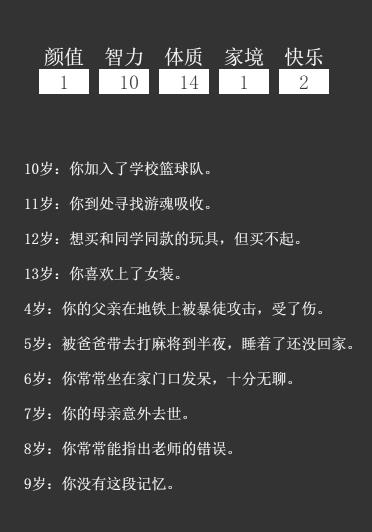 颜值 智力 体质 家境 快乐
1 10 14 1 2
10岁：你加入了学校篮球队。
11岁：你到处寻找游魂吸收。
12岁：想买和同学同款的玩具，但买不起。
13岁：你喜欢上了女装。
4岁：你的父亲在地铁上被暴徒攻击，受了伤。
5岁：被爸爸带去打麻将到半夜，睡着了还没回家。
6岁：你常常坐在家门口发呆，十分无聊。
7岁：你的母亲意外去世。
8岁：你常常能指出老师的错误。
9岁：你没有这段记忆。